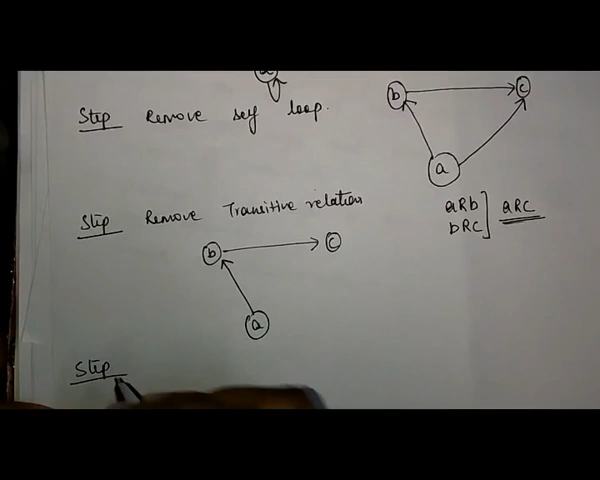 a
Step Remove self loop.
b
c
a
Step Remove Transitive relation
aRb
bRC
aRC
b
c
a
Step